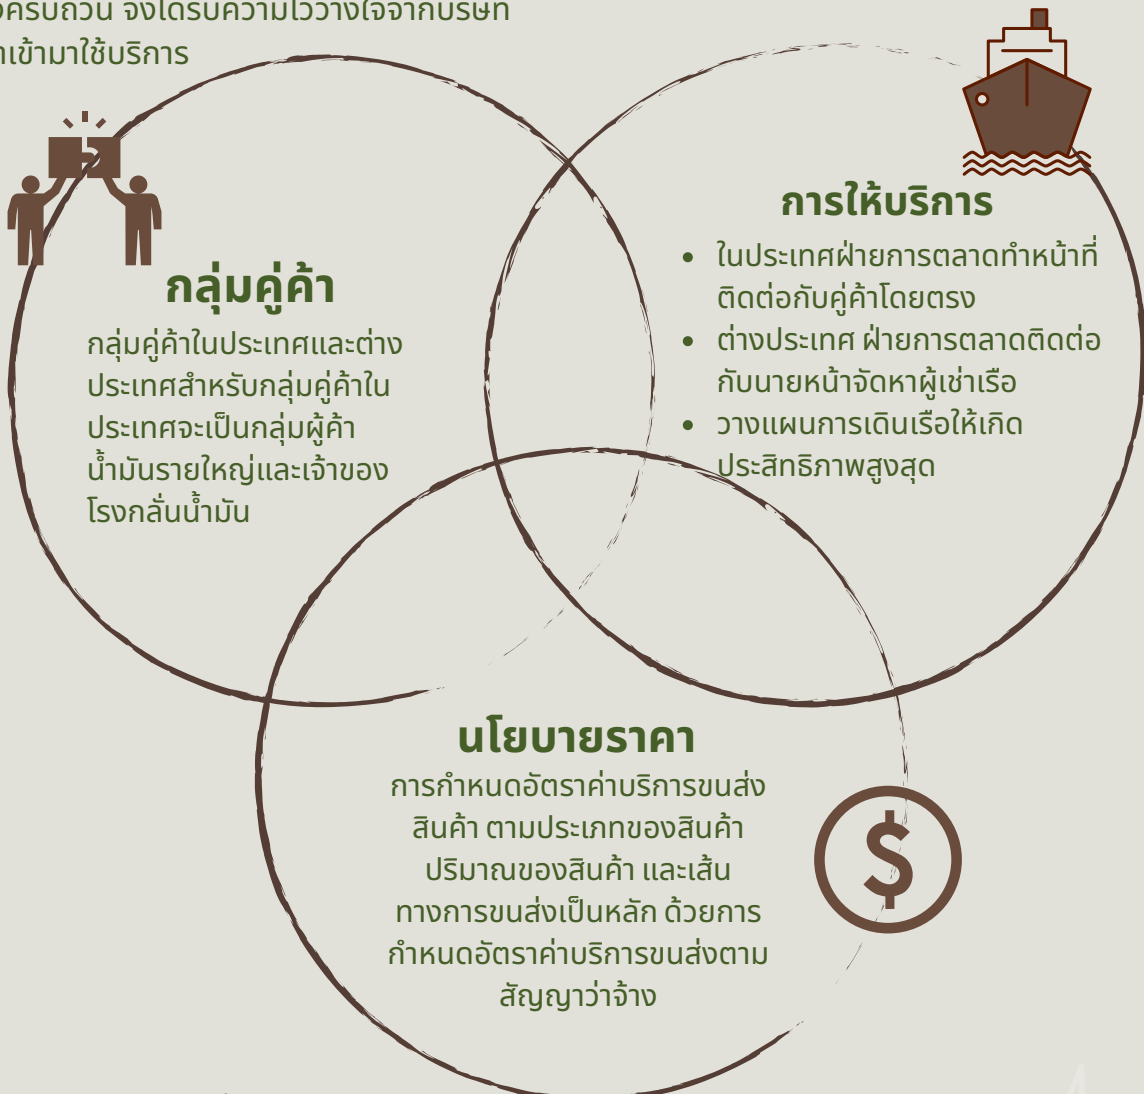 ครบถ้วน จึงได้รับความไว้วางใจจากบริษัท
เข้ามาใช้บริการ
การให้บริการ
• ในประเทศฝ่ายการตลาดทำหน้าที่
ติดต่อกับคู่ค้าโดยตรง
• ต่างประเทศ ฝ่ายการตลาดติดต่อ
กับนายหน้าจัดหาผู้เช่าเรือ
• วางแผนการเดินเรือให้เกิด
ประสิทธิภาพสูงสุด
กลุ่มคู่ค้า
กลุ่มคู่ค้าในประเทศและต่าง
ประเทศสำหรับกลุ่มคู่ค้าใน
ประเทศจะเป็นกลุ่มผู้ค้า
น้ำมันรายใหญ่และเจ้าของ
โรงกลั่นน้ำมัน
นโยบายราคา
การกำหนดอัตราค่าบริการขนส่ง
สินค้า ตามประเภทของสินค้า
ปริมาณของสินค้า และเส้น
ทางการขนส่งเป็นหลัก ด้วยการ
กำหนดอัตราค่าบริการขนส่งตาม
สัญญาว่าจ้าง
$